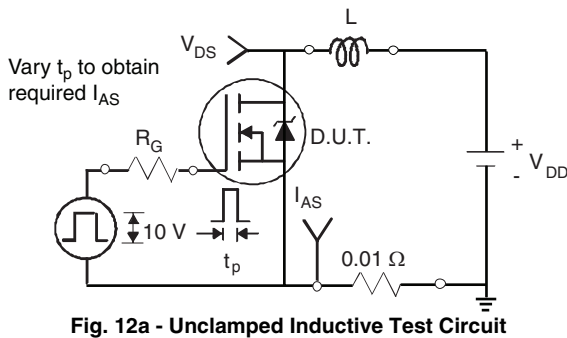 L
V_DS
Vary t_p to obtain
required I_AS
R_G
D.U.T.
+
V_DD
-
I_AS
10 V
t_p
0.01 Ω
Fig. 12a - Unclamped Inductive Test Circuit